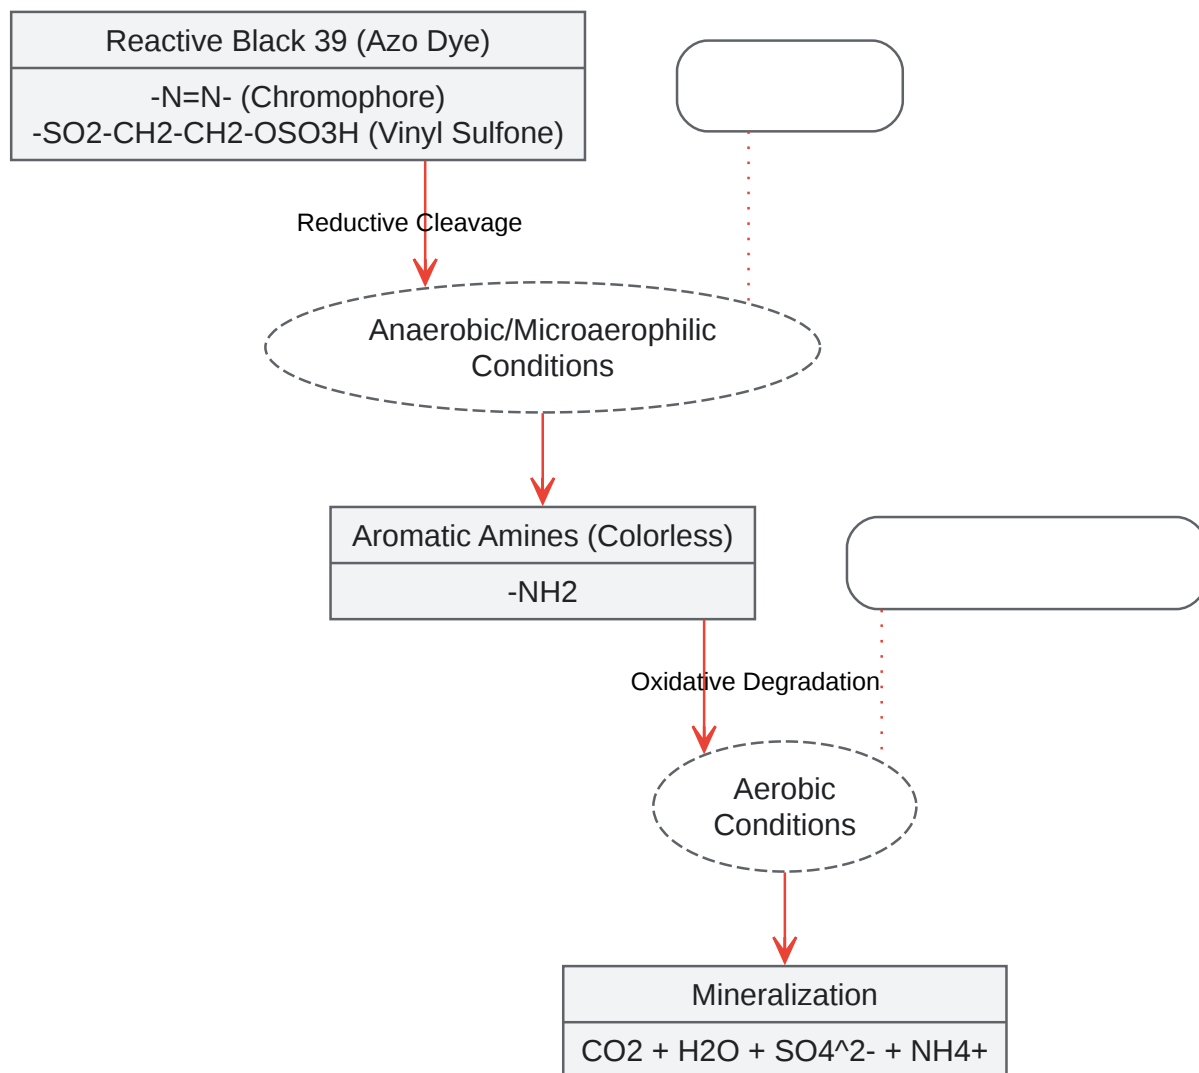 Reactive Black 39 (Azo Dye)
-N=N- (Chromophore)
-SO2-CH2-CH2-OSO3H (Vinyl Sulfone)
Reductive Cleavage
Anaerobic/Microaerophilic
Conditions
Aromatic Amines (Colorless)
-NH2
Oxidative Degradation
Aerobic
Conditions
Mineralization
CO2 + H2O + SO4^2- + NH4+